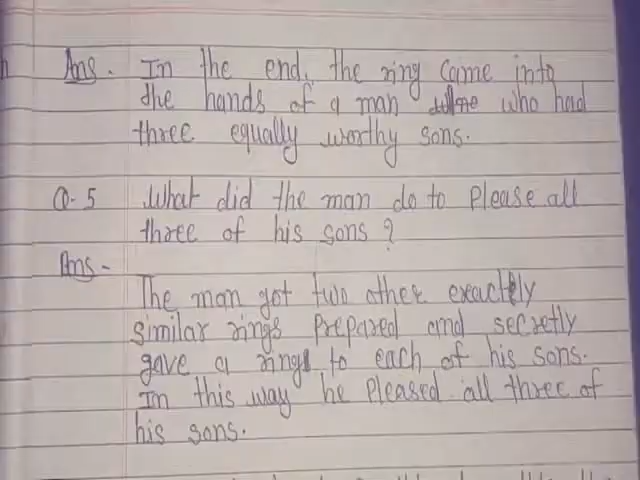 Ans. In the end, the ring came into
the hands of a man who had
three equally worthy sons.
Q.5 What did the man do to please all
three of his sons?
Ans- The man got two other exactly
similar rings prepared and secretly
gave a ring to each of his sons.
In this way he pleased all three of
his sons.